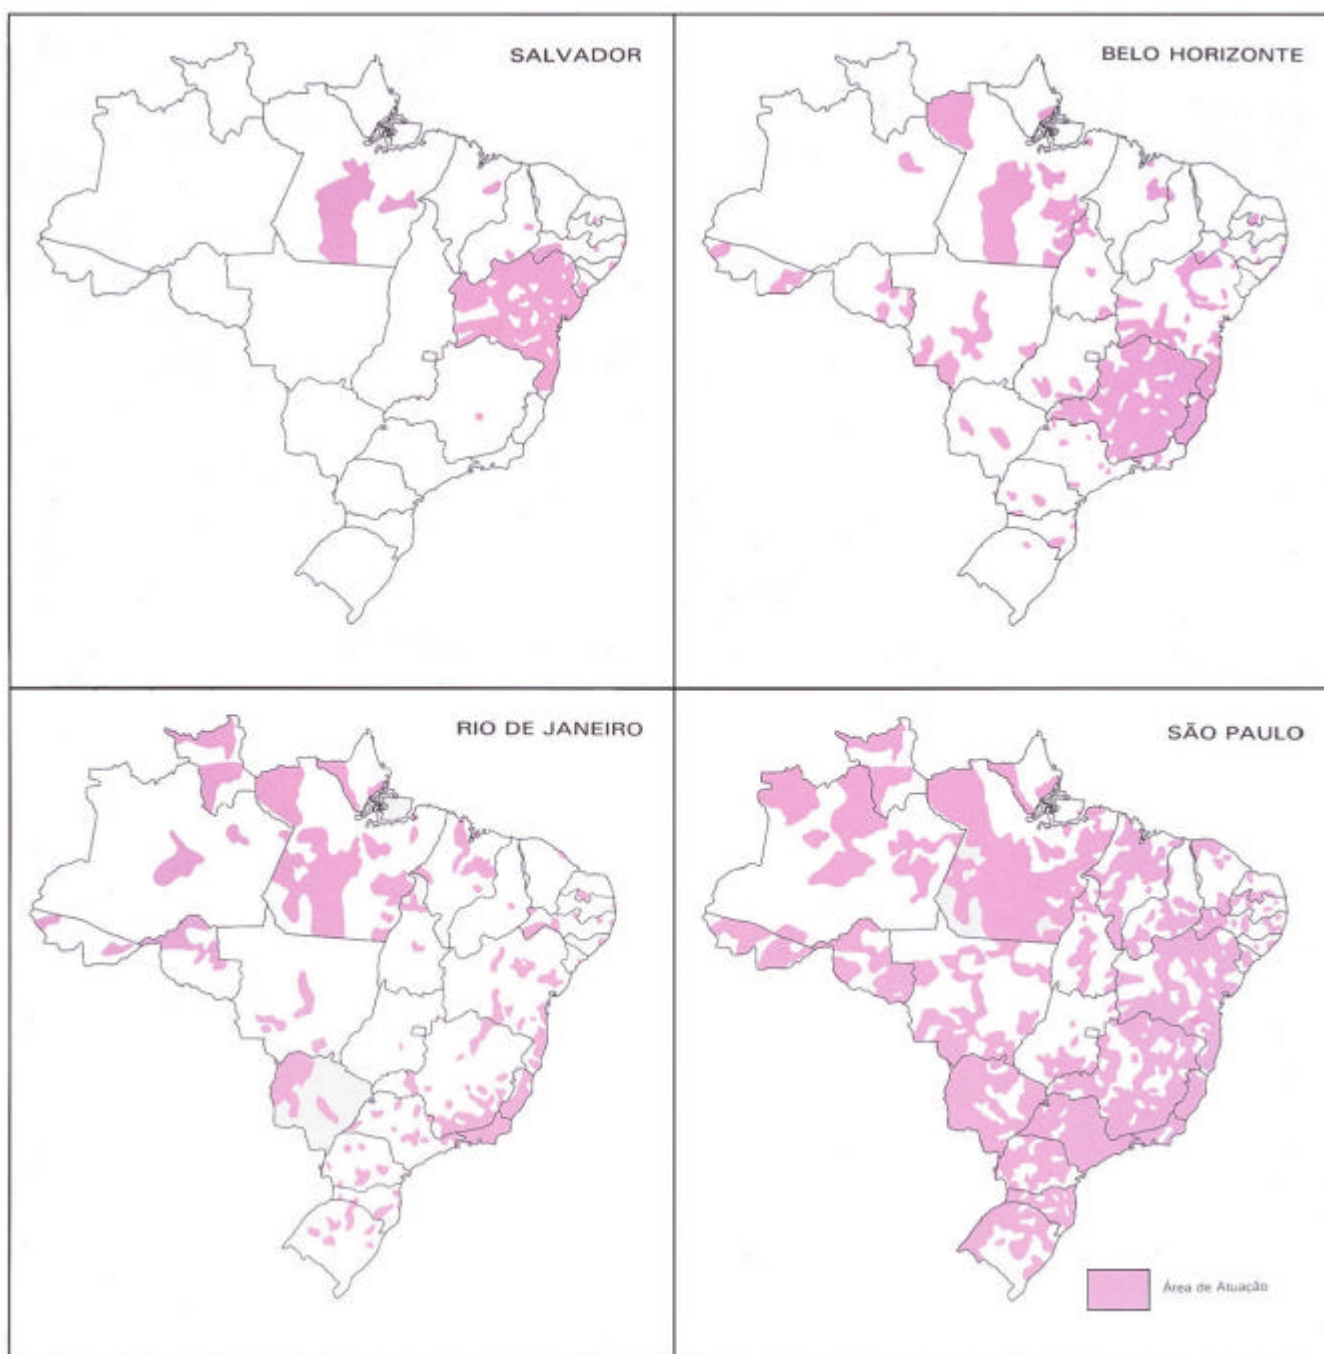 SALVADOR
BELO HORIZONTE
RIO DE JANEIRO
SÃO PAULO
Área de Atuação